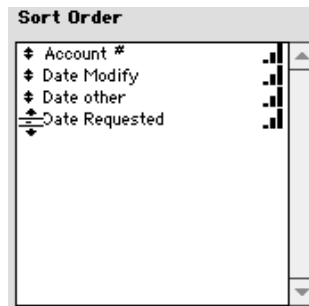 Sort Order
Account #
Date Modify
Date other
Date Requested